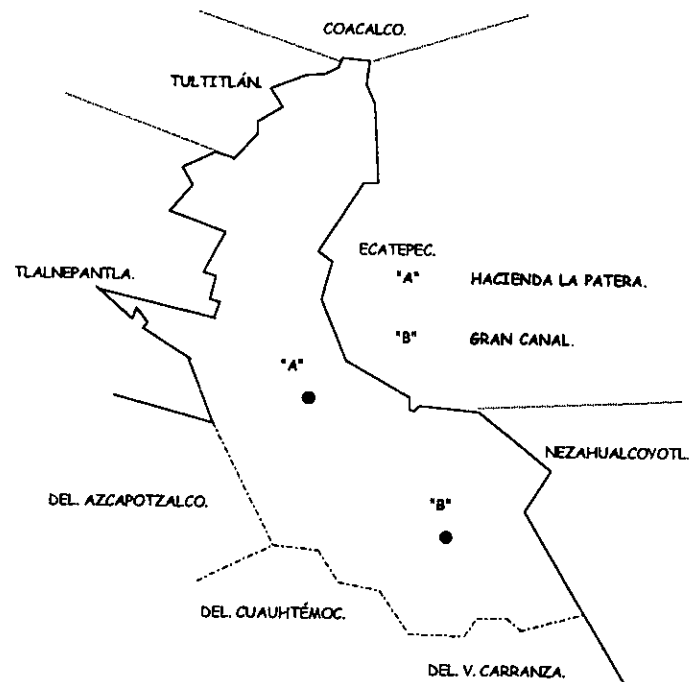 COACALCO.
TULTITLÁN.
ECATEPEC.
TLALNEPANTLA.
"A" HACIENDA LA PATERA.
"B" GRAN CANAL.
"A"
NEZAHUALCOYOTL.
DEL. AZCAPOTZALCO.
"B"
DEL. CUAUHTÉMOC.
DEL. V. CARRANZA.